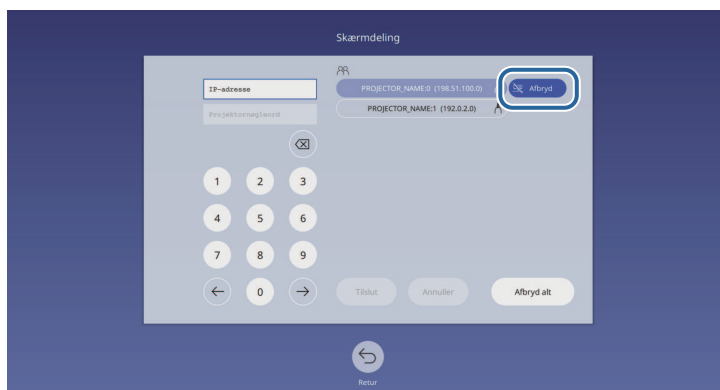 Skærmdeling
IP-adresse
PROJECTOR_NAME:0 (198.51.100.0)
Afbryd
Projektornøgleord
PROJECTOR_NAME:1 (192.0.2.0)
1 2 3
4 5 6
7 8 9
0
Tilslut Annuller Afbryd alt
Retur